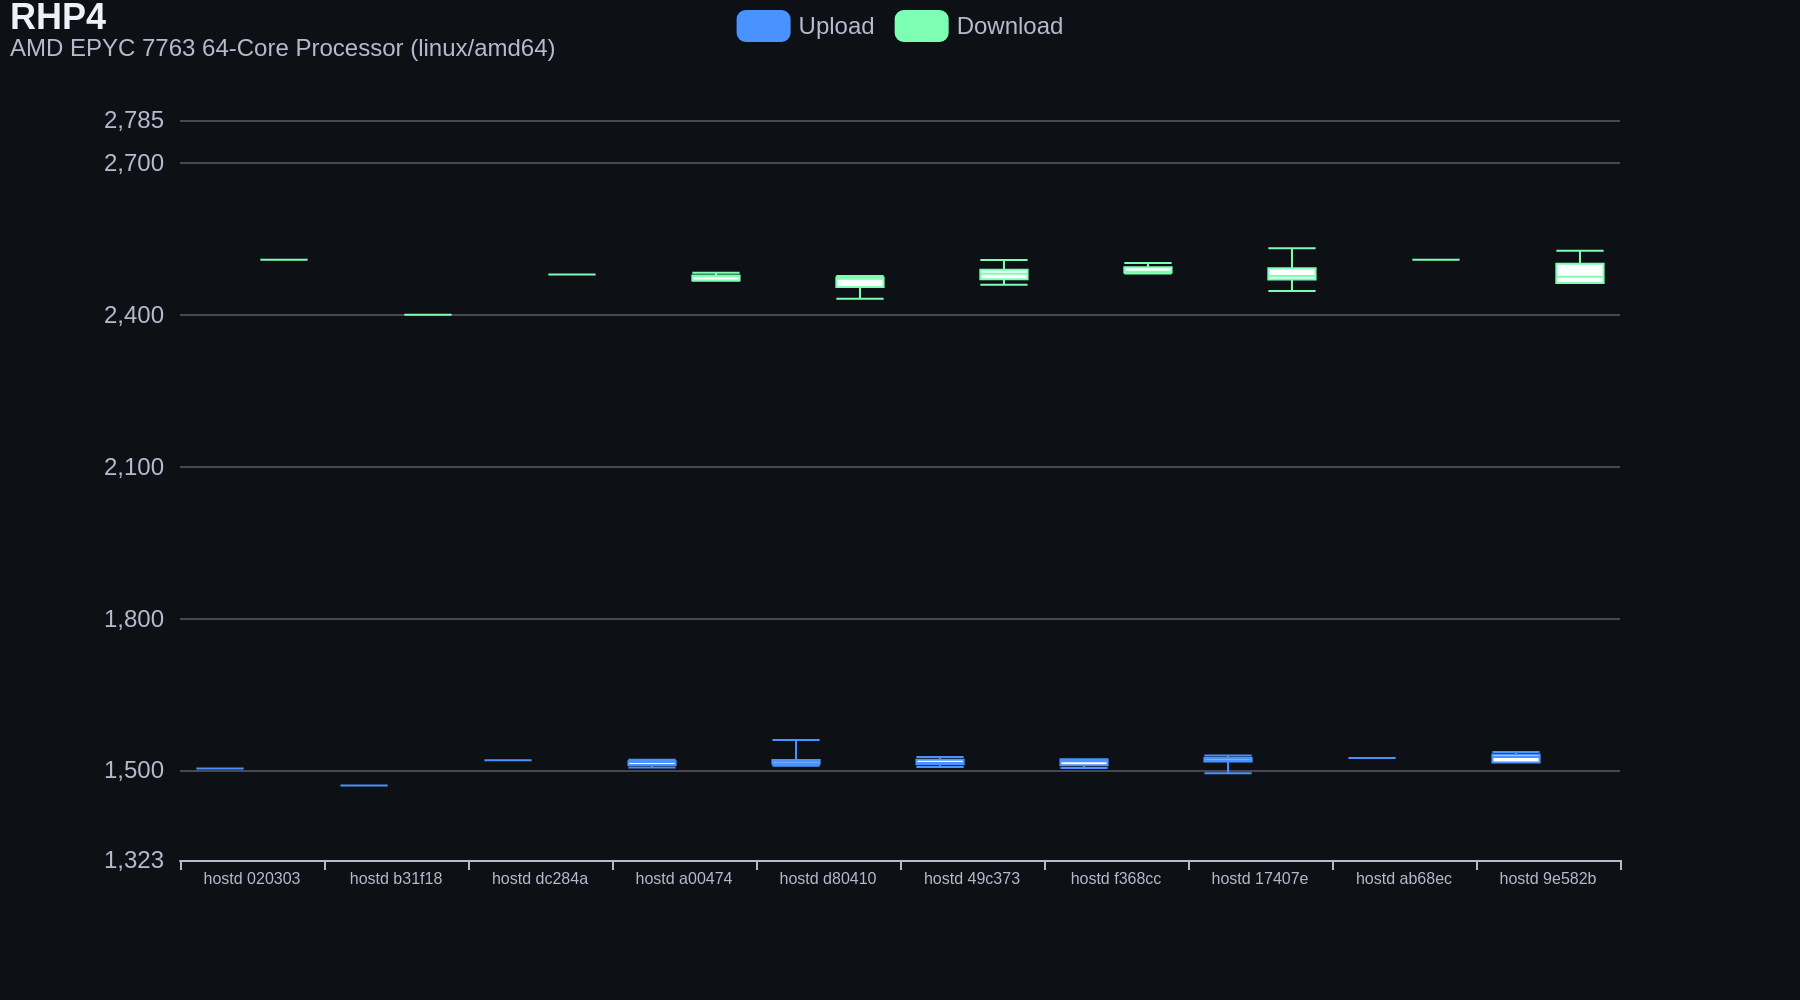 RHP4
AMD EPYC 7763 64-Core Processor (linux/amd64)
Upload Download
2,785
2,700
2,400
2,100
1,800
1,500
1,323
hostd 020303 hostd b31f18 hostd dc284a hostd a00474 hostd d80410 hostd 49c373 hostd f368cc hostd 17407e hostd ab68ec hostd 9e582b